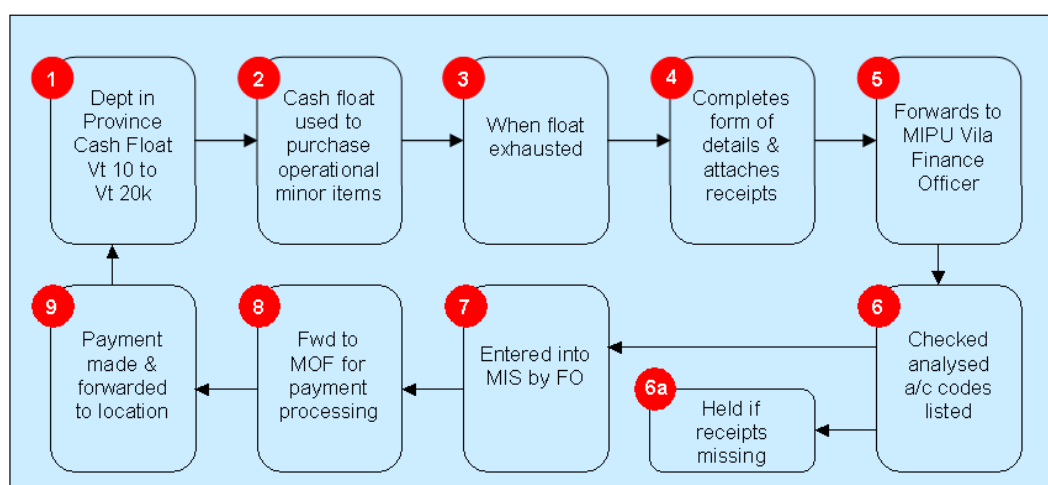 1
Dept in
Province
Cash Float
Vt 10 to
Vt 20k
2
Cash float
used to
purchase
operational
minor items
3
When float
exhausted
4
Completes
form of
details &
attaches
receipts
5
Forwards to
MIPU Vila
Finance
Officer
6
Checked
analysed
a/c codes
listed
6a
Held if
receipts
missing
7
Entered into
MIS by FO
8
Fwd to
MOF for
payment
processing
9
Payment
made &
forwarded
to location